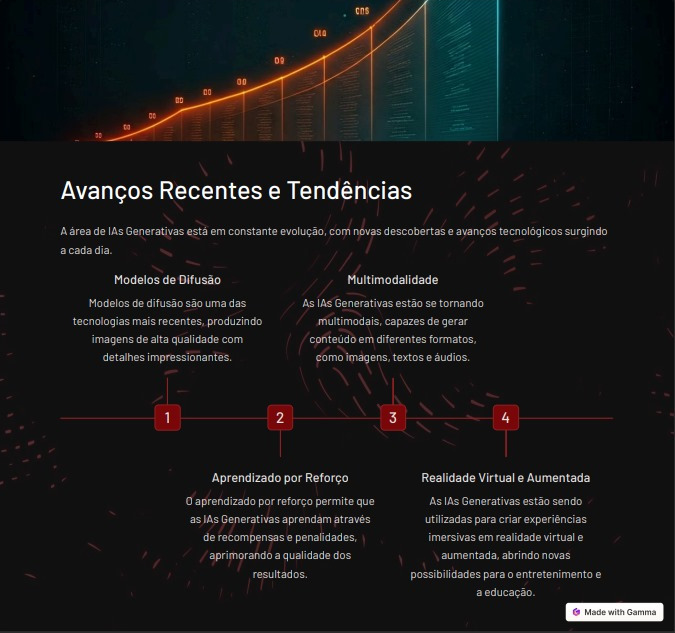 Avanços Recentes e Tendências
A área de IAs Generativas está em constante evolução, com novas descobertas e avanços tecnológicos surgindo
a cada dia.
Modelos de Difusão
Modelos de difusão são uma das
tecnologias mais recentes, produzindo
imagens de alta qualidade com
detalhes impressionantes.
Multimodalidade
As IAs Generativas estão se tornando
multimodais, capazes de gerar
conteúdo em diferentes formatos,
como imagens, textos e áudios.
1
2
3
4
Aprendizado por Reforço
O aprendizado por reforço permite que
as IAs Generativas aprendam através
de recompensas e penalidades,
aprimorando a qualidade dos
resultados.
Realidade Virtual e Aumentada
As IAs Generativas estão sendo
utilizadas para criar experiências
imersivas em realidade virtual e
aumentada, abrindo novas
possibilidades para o entretenimento e
a educação.
Made with Gamma